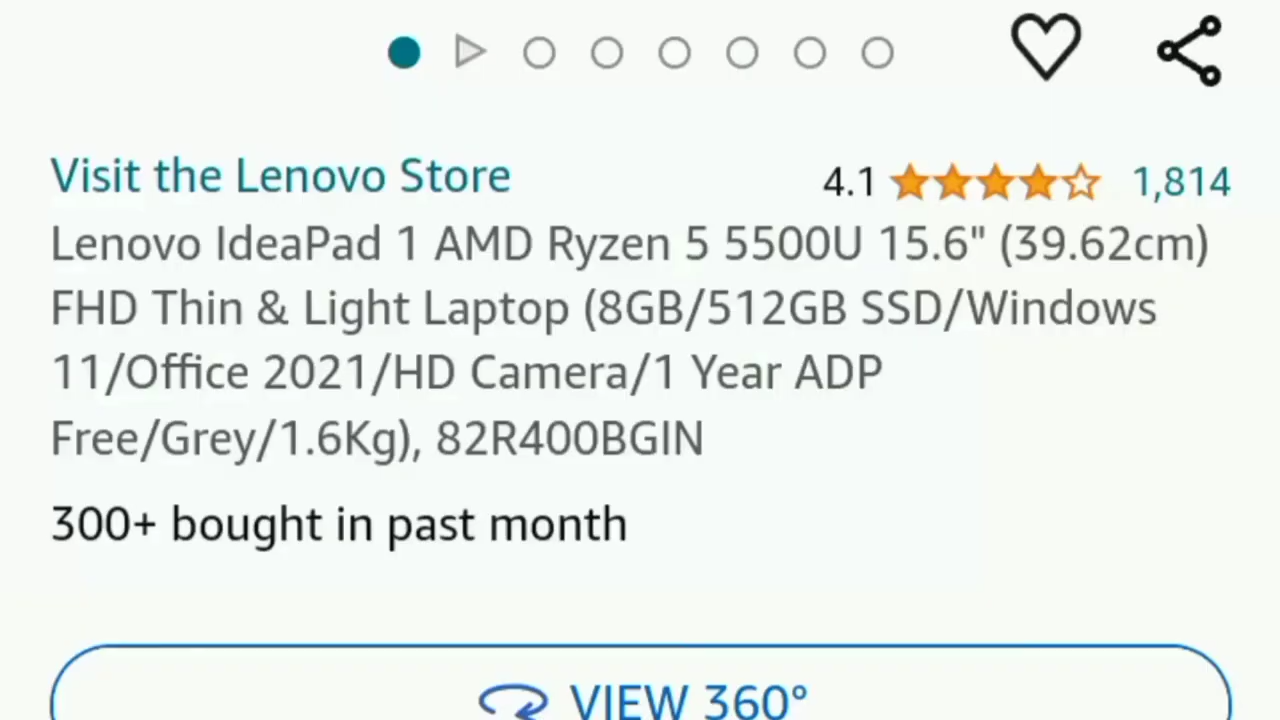 Visit the Lenovo Store
4.1 1,814
Lenovo IdeaPad 1 AMD Ryzen 5 5500U 15.6" (39.62cm)
FHD Thin & Light Laptop (8GB/512GB SSD/Windows
11/Office 2021/HD Camera/1 Year ADP
Free/Grey/1.6Kg), 82R400BGIN
300+ bought in past month
VIEW 360°